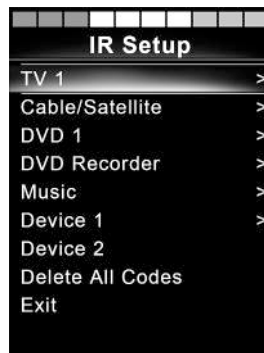 IR Setup
TV 1 >
Cable/Satellite >
DVD 1 >
DVD Recorder >
Music >
Device 1 >
Device 2
Delete All Codes
Exit